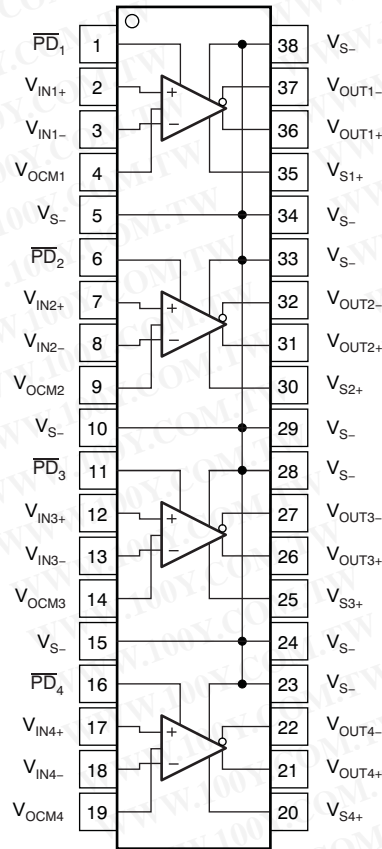 PD1 1 38 VS–
VIN1+ 2 37 VOUT1–
VIN1– 3 36 VOUT1+
VOCM1 4 35 VS1+
VS– 5 34 VS–
PD2 6 33 VS–
VIN2+ 7 32 VOUT2–
VIN2– 8 31 VOUT2+
VOCM2 9 30 VS2+
VS– 10 29 VS–
PD3 11 28 VS–
VIN3+ 12 27 VOUT3–
VIN3– 13 26 VOUT3+
VOCM3 14 25 VS3+
VS– 15 24 VS–
PD4 16 23 VS–
VIN4+ 17 22 VOUT4–
VIN4– 18 21 VOUT4+
VOCM4 19 20 VS4+
+
–
+
–
+
–
+
–
WWW.100Y.COM.TW